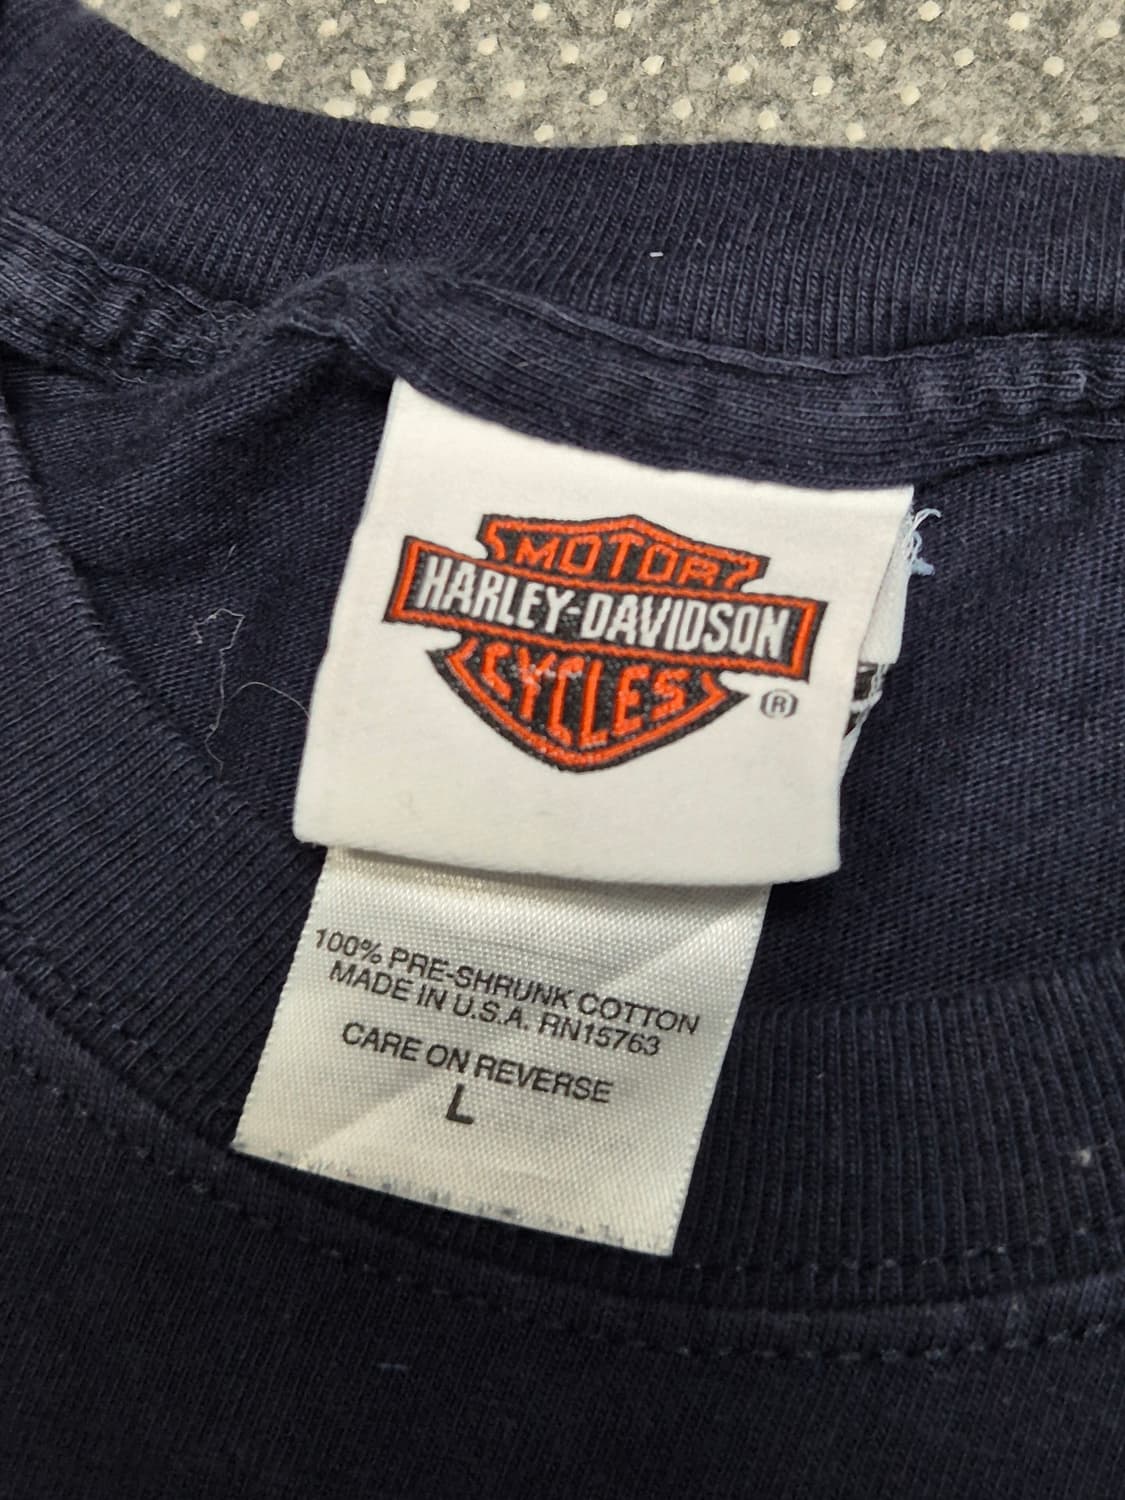 MOTOR
HARLEY-DAVIDSON
CYCLES
®
100% PRE-SHRUNK COTTON
MADE IN U.S.A. RN15763
CARE ON REVERSE
L